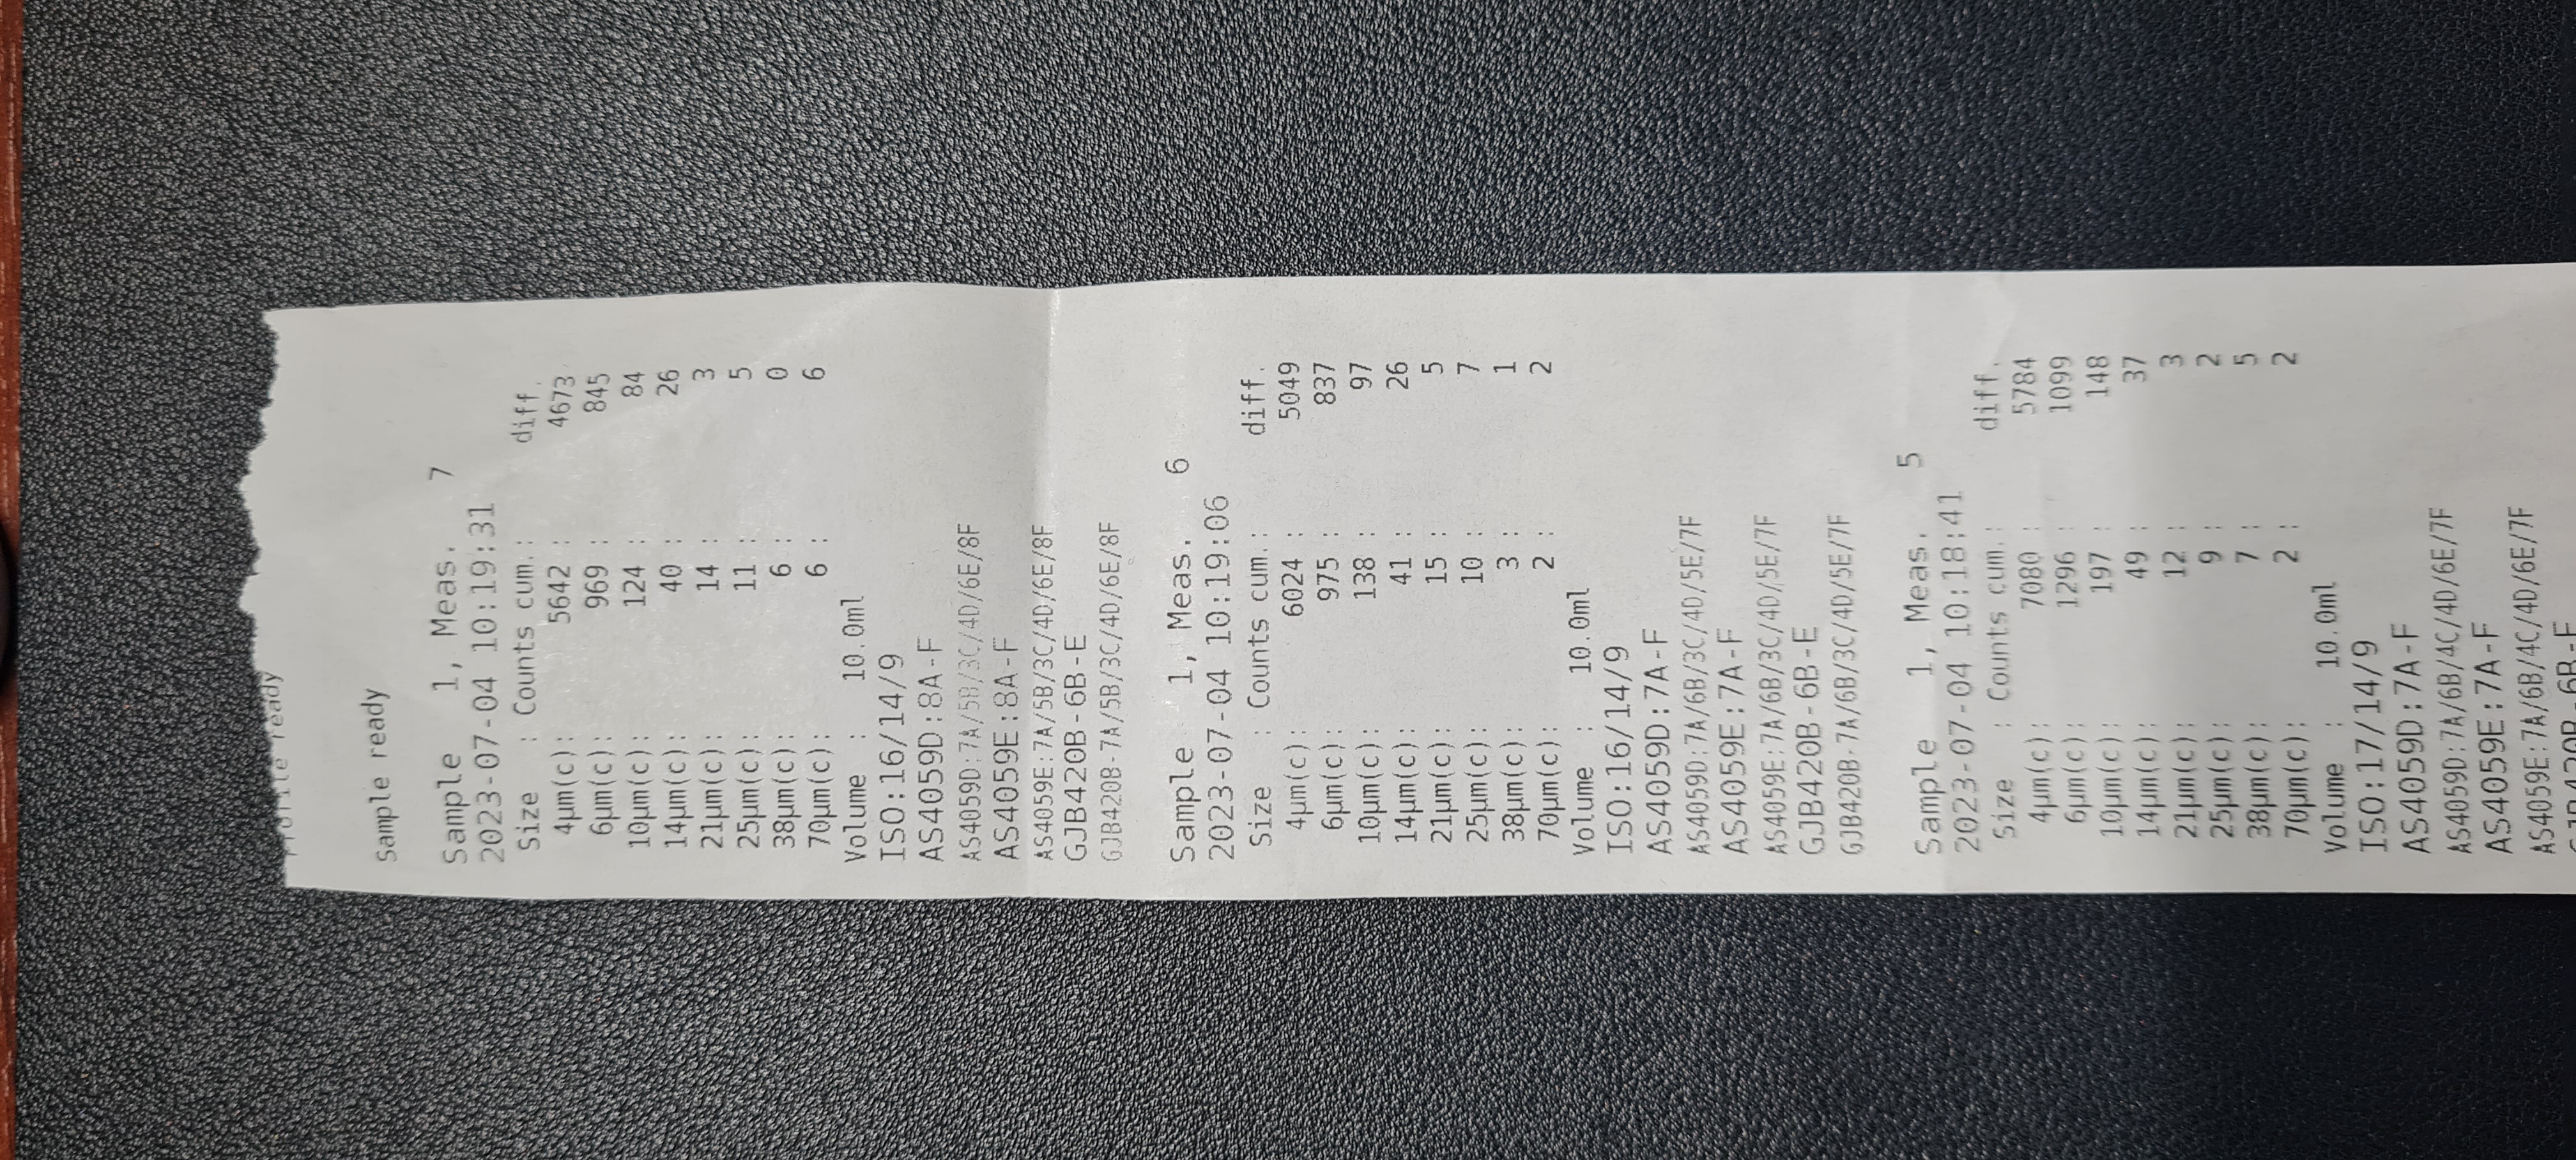 Profile ready
Sample ready
Sample 1, Meas. 7
2023-07-04 10:19:31
Size : Counts cum.: diff.
4µm(c): 5642 : 4673
6µm(c): 969 : 845
10µm(c): 124 : 84
14µm(c): 40 : 26
21µm(c): 14 : 3
25µm(c): 11 : 5
38µm(c): 6 : 0
70µm(c): 6 : 6
Volume : 10.0ml
ISO:16/14/9
AS4059D:8A-F
AS4059D:7A/5B/3C/4D/6E/8F
AS4059E:8A-F
AS4059E:7A/5B/3C/4D/6E/8F
GJB420B-6B-E
GJB420B-7A/5B/3C/4D/6E/8F
Sample 1, Meas. 6
2023-07-04 10:19:06
Size : Counts cum.: diff.
4µm(c): 6024 : 5049
6µm(c): 975 : 837
10µm(c): 138 : 97
14µm(c): 41 : 26
21µm(c): 15 : 5
25µm(c): 10 : 7
38µm(c): 3 : 1
70µm(c): 2 : 2
Volume : 10.0ml
ISO:16/14/9
AS4059D:7A-F
AS4059D:7A/6B/3C/4D/5E/7F
AS4059E:7A-F
AS4059E:7A/6B/3C/4D/5E/7F
GJB420B-6B-E
GJB420B-7A/6B/3C/4D/5E/7F
Sample 1, Meas. 5
2023-07-04 10:18:41
Size : Counts cum.: diff.
4µm(c): 7080 : 5784
6µm(c): 1296 : 1099
10µm(c): 197 : 148
14µm(c): 49 : 37
21µm(c): 12 : 3
25µm(c): 9 : 2
38µm(c): 7 : 5
70µm(c): 2 : 2
Volume : 10.0ml
ISO:17/14/9
AS4059D:7A-F
AS4059D:7A/6B/4C/4D/6E/7F
AS4059E:7A-F
AS4059E:7A/6B/4C/4D/6E/7F
GJB420B-6B-E